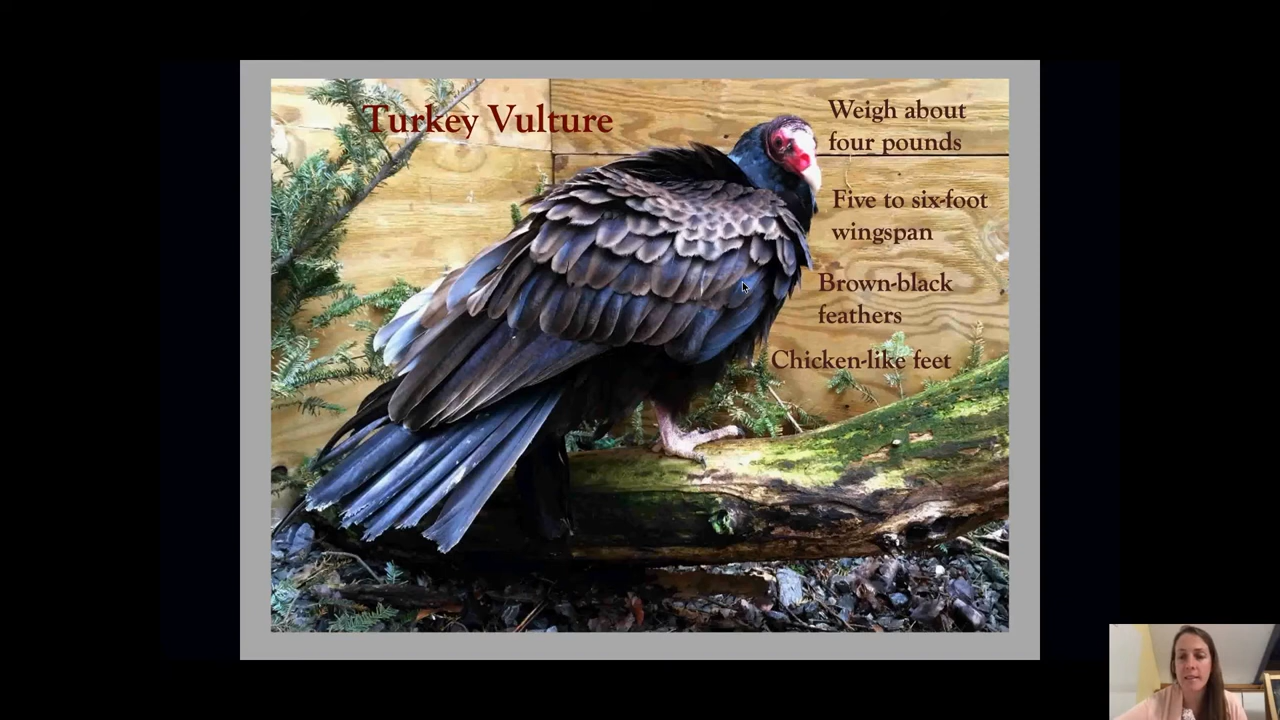 Turkey Vulture
Weigh about
four pounds
Five to six-foot
wingspan
Brown-black
feathers
Chicken-like feet